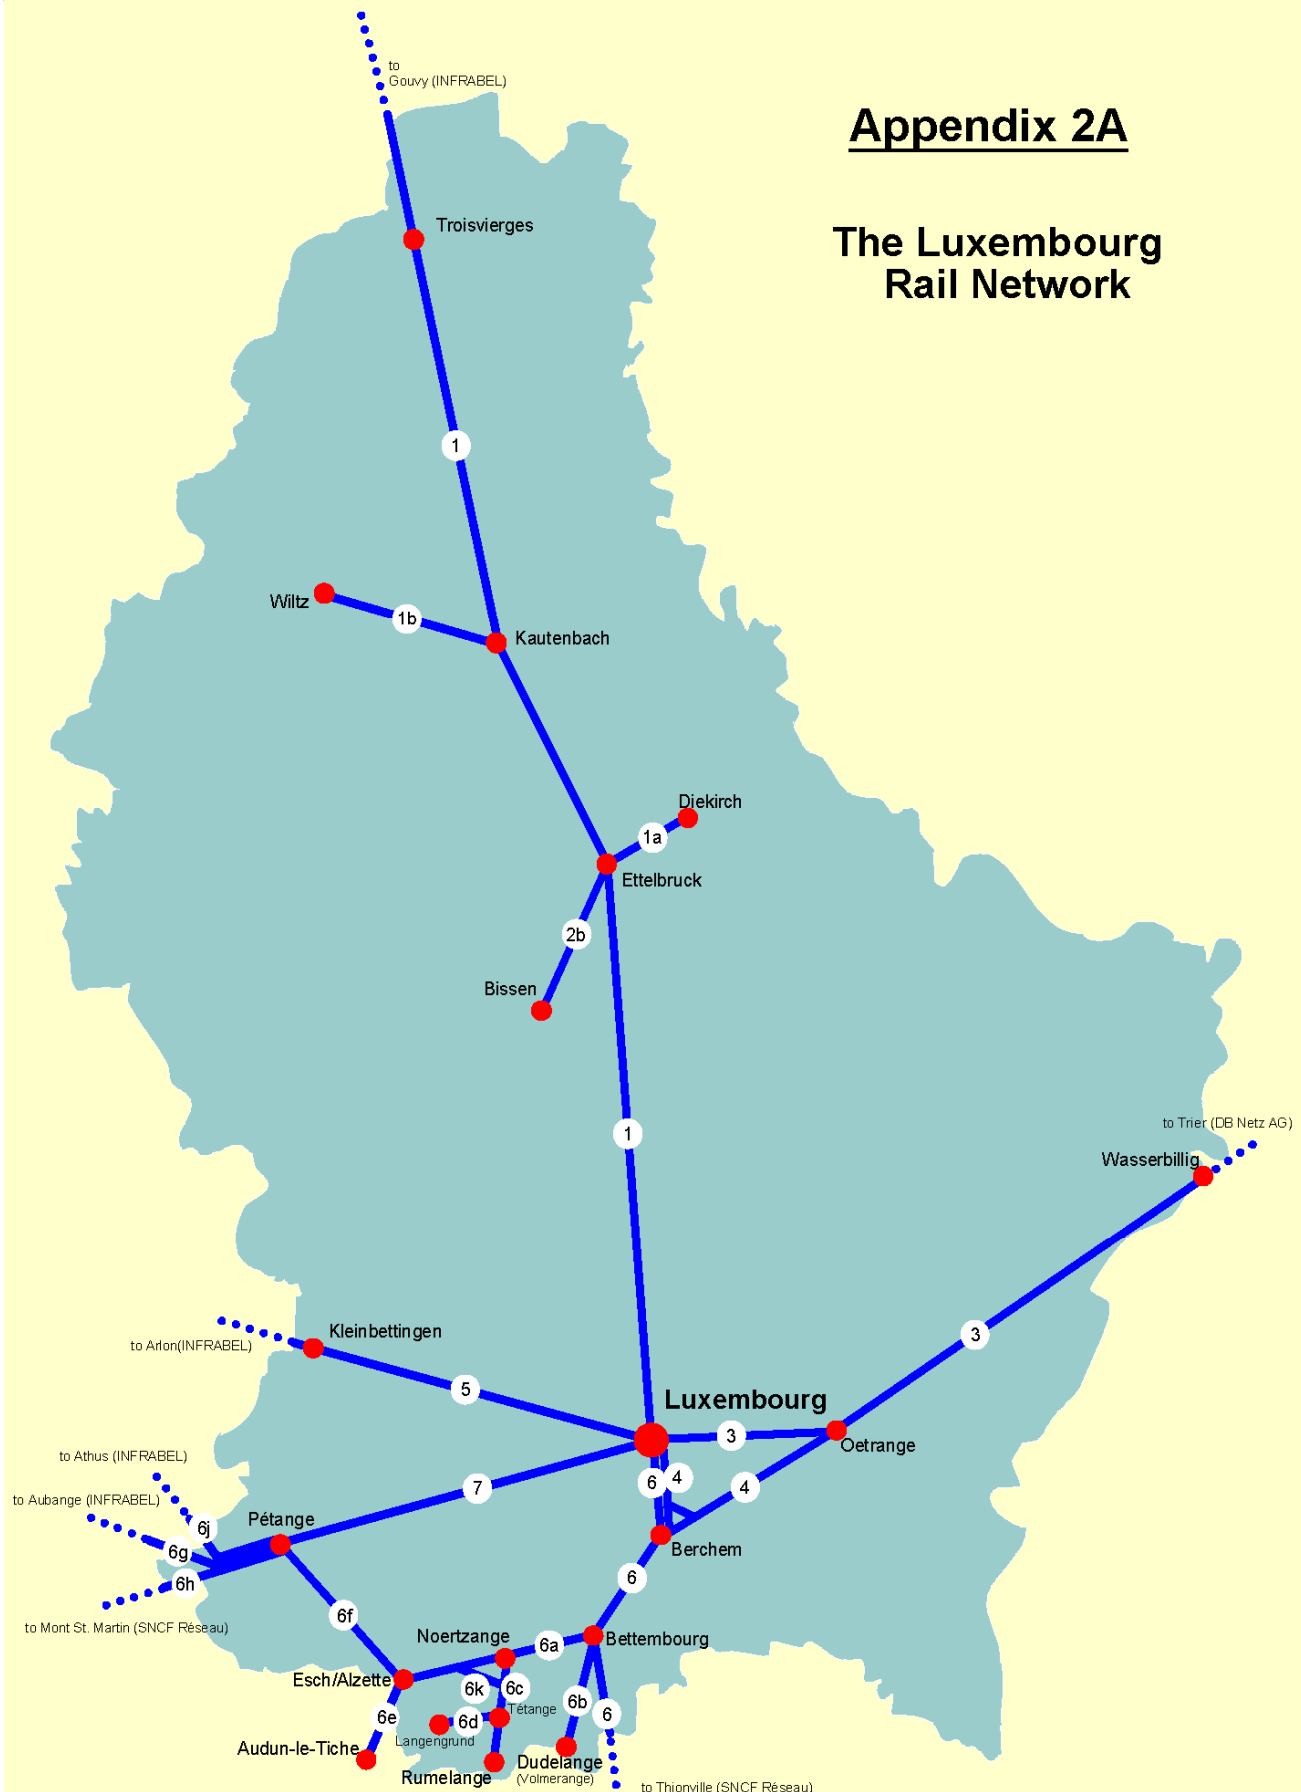 to
Gouvy (INFRABEL)
Appendix 2A
The Luxembourg
Rail Network
Troisvierges
1
Wiltz
1b
Kautenbach
Diekirch
1a
Ettelbruck
2b
Bissen
1
to Trier (DB Netz AG)
Wasserbillig
Kleinbettingen
to Arlon(INFRABEL)
3
5
Luxembourg
3
Oetrange
to Athus (INFRABEL)
6
4
4
7
to Aubange (INFRABEL)
Pétange
6j
6g
Berchem
6h
6
to Mont St. Martin (SNCF Réseau)
6f
Noertzange
6a
Bettembourg
Esch/Alzette
6k
6c
6b
6
6e
6d
Tétange
Langengrund
Audun-le-Tiche
Rumelange
Dudelange
(Volmerange)
to Thionville (SNCF Réseau)